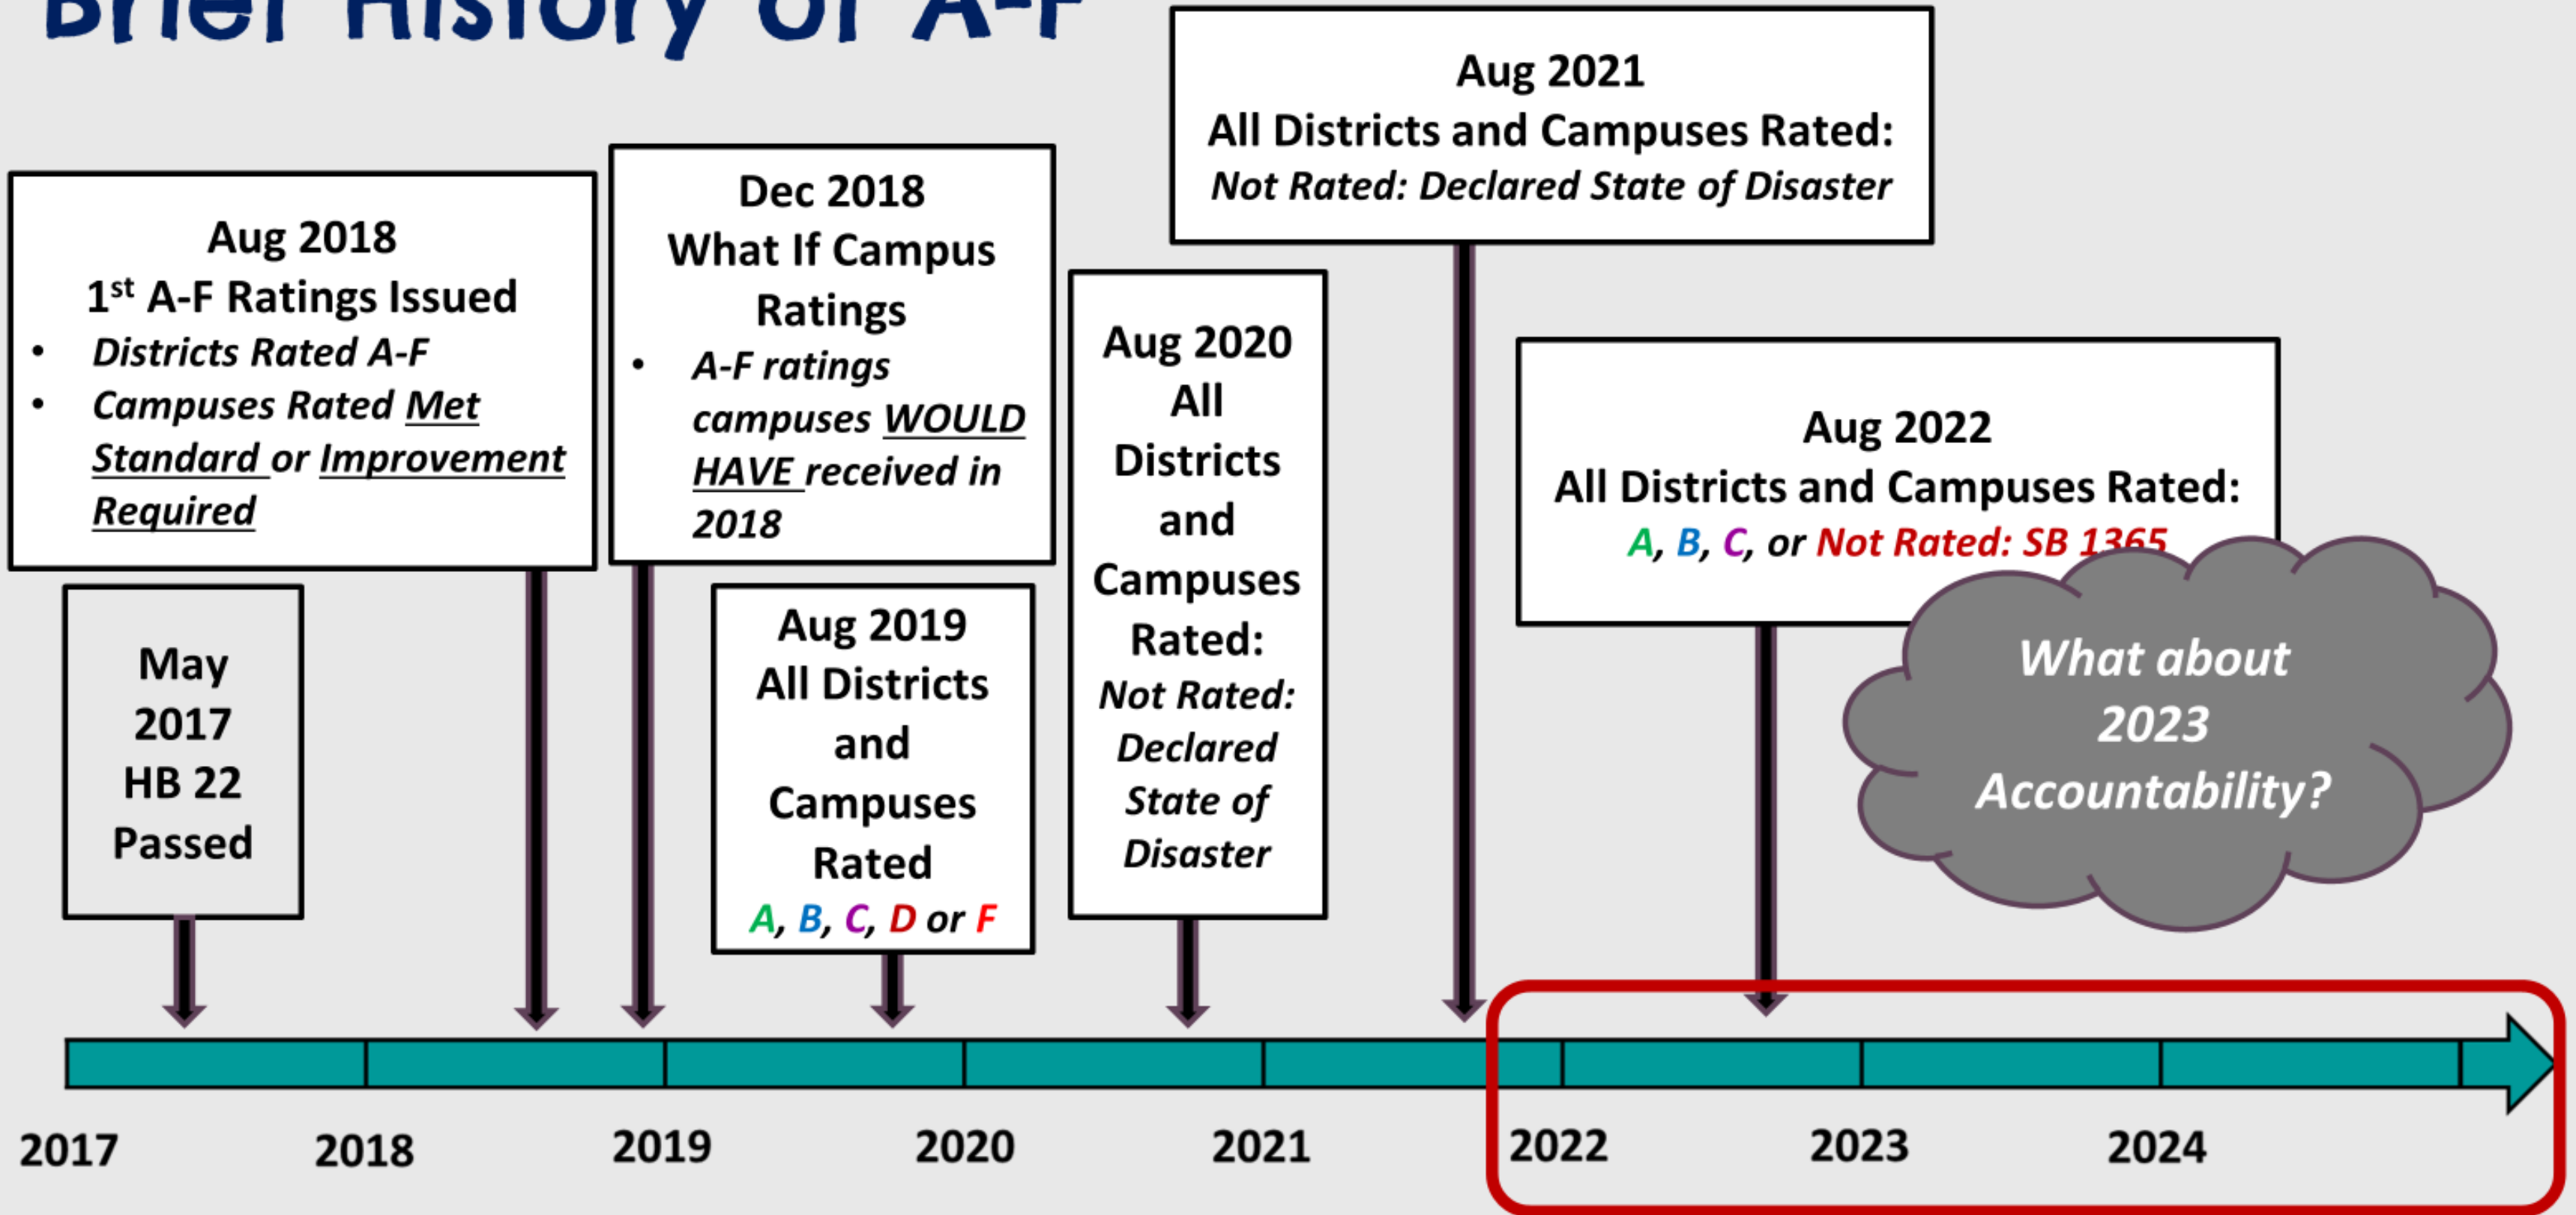 Brief History of A-F
Aug 2018
1st A-F Ratings Issued
• Districts Rated A-F
• Campuses Rated Met
Standard or Improvement
Required
Dec 2018
What If Campus
Ratings
• A-F ratings
campuses WOULD
HAVE received in
2018
Aug 2021
All Districts and Campuses Rated:
Not Rated: Declared State of Disaster
May
2017
HB 22
Passed
Aug 2019
All Districts
and
Campuses
Rated
A, B, C, D or F
Aug 2020
All
Districts
and
Campuses
Rated:
Not Rated:
Declared
State of
Disaster
Aug 2022
All Districts and Campuses Rated:
A, B, C, or Not Rated: SB 1365
What about
2023
Accountability?
2017 2018 2019 2020 2021 2022 2023 2024